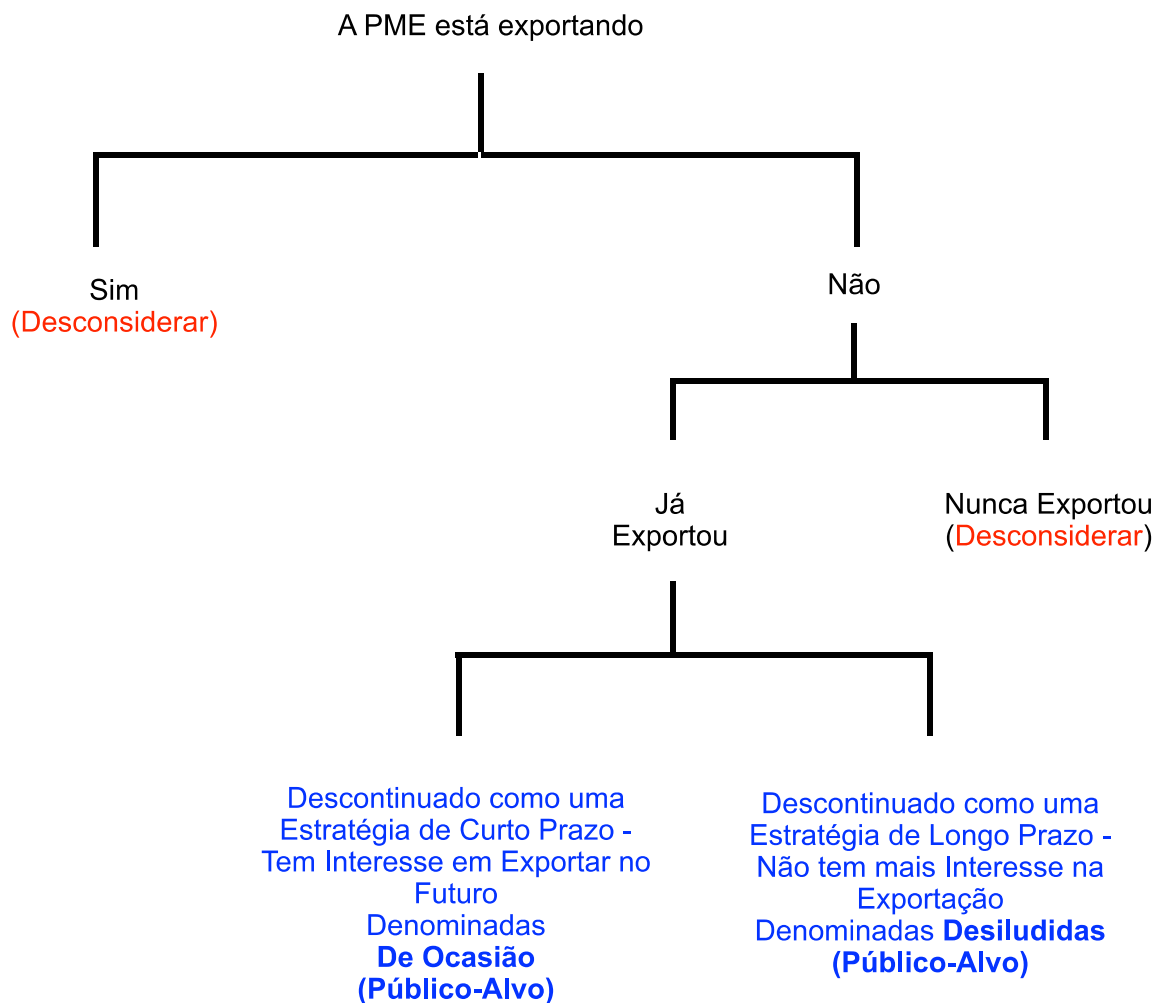 A PME está exportando
Sim
(Desconsiderar)
Não
Já
Exportou
Nunca Exportou
(Desconsiderar)
Descontinuado como uma
Estratégia de Curto Prazo -
Tem Interesse em Exportar no
Futuro
Denominadas
De Ocasião
(Público-Alvo)
Descontinuado como uma
Estratégia de Longo Prazo -
Não tem mais Interesse na
Exportação
Denominadas Desiludidas
(Público-Alvo)